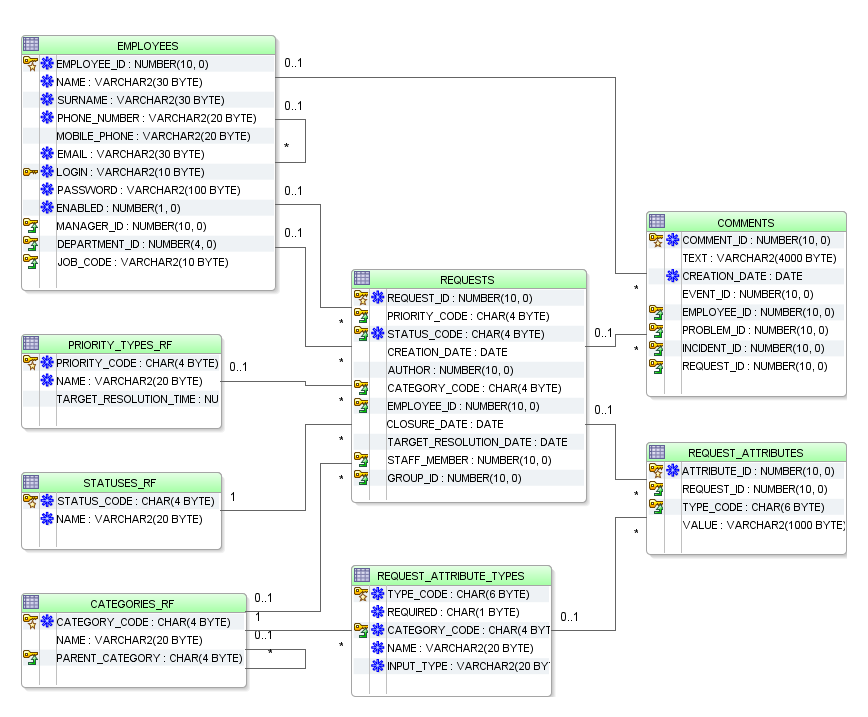 EMPLOYEES
EMPLOYEE_ID : NUMBER(10, 0)
NAME : VARCHAR2(30 BYTE)
SURNAME : VARCHAR2(30 BYTE)
PHONE_NUMBER : VARCHAR2(20 BYTE)
MOBILE_PHONE : VARCHAR2(20 BYTE)
EMAIL : VARCHAR2(30 BYTE)
LOGIN : VARCHAR2(10 BYTE)
PASSWORD : VARCHAR2(100 BYTE)
ENABLED : NUMBER(1, 0)
MANAGER_ID : NUMBER(10, 0)
DEPARTMENT_ID : NUMBER(4, 0)
JOB_CODE : VARCHAR2(10 BYTE)
0..1
0..1
*
0..1
0..1
PRIORITY_TYPES_RF
PRIORITY_CODE : CHAR(4 BYTE)
NAME : VARCHAR2(20 BYTE)
TARGET_RESOLUTION_TIME : NU
0..1
STATUSES_RF
STATUS_CODE : CHAR(4 BYTE)
NAME : VARCHAR2(20 BYTE)
1
CATEGORIES_RF
CATEGORY_CODE : CHAR(4 BYTE)
NAME : VARCHAR2(20 BYTE)
PARENT_CATEGORY : CHAR(4 BYTE)
0..1
1
0..1
*
REQUESTS
REQUEST_ID : NUMBER(10, 0)
PRIORITY_CODE : CHAR(4 BYTE)
STATUS_CODE : CHAR(4 BYTE)
CREATION_DATE : DATE
AUTHOR : NUMBER(10, 0)
CATEGORY_CODE : CHAR(4 BYTE)
EMPLOYEE_ID : NUMBER(10, 0)
CLOSURE_DATE : DATE
TARGET_RESOLUTION_DATE : DATE
STAFF_MEMBER : NUMBER(10, 0)
GROUP_ID : NUMBER(10, 0)
*
*
*
*
*
0..1
0..1
REQUEST_ATTRIBUTE_TYPES
TYPE_CODE : CHAR(6 BYTE)
REQUIRED : CHAR(1 BYTE)
CATEGORY_CODE : CHAR(4 BYT
NAME : VARCHAR2(20 BYTE)
INPUT_TYPE : VARCHAR2(20 BY
*
0..1
COMMENTS
COMMENT_ID : NUMBER(10, 0)
TEXT : VARCHAR2(4000 BYTE)
CREATION_DATE : DATE
EVENT_ID : NUMBER(10, 0)
EMPLOYEE_ID : NUMBER(10, 0)
PROBLEM_ID : NUMBER(10, 0)
INCIDENT_ID : NUMBER(10, 0)
REQUEST_ID : NUMBER(10, 0)
*
*
REQUEST_ATTRIBUTES
ATTRIBUTE_ID : NUMBER(10, 0)
REQUEST_ID : NUMBER(10, 0)
TYPE_CODE : CHAR(6 BYTE)
VALUE : VARCHAR2(1000 BYTE)
*
*